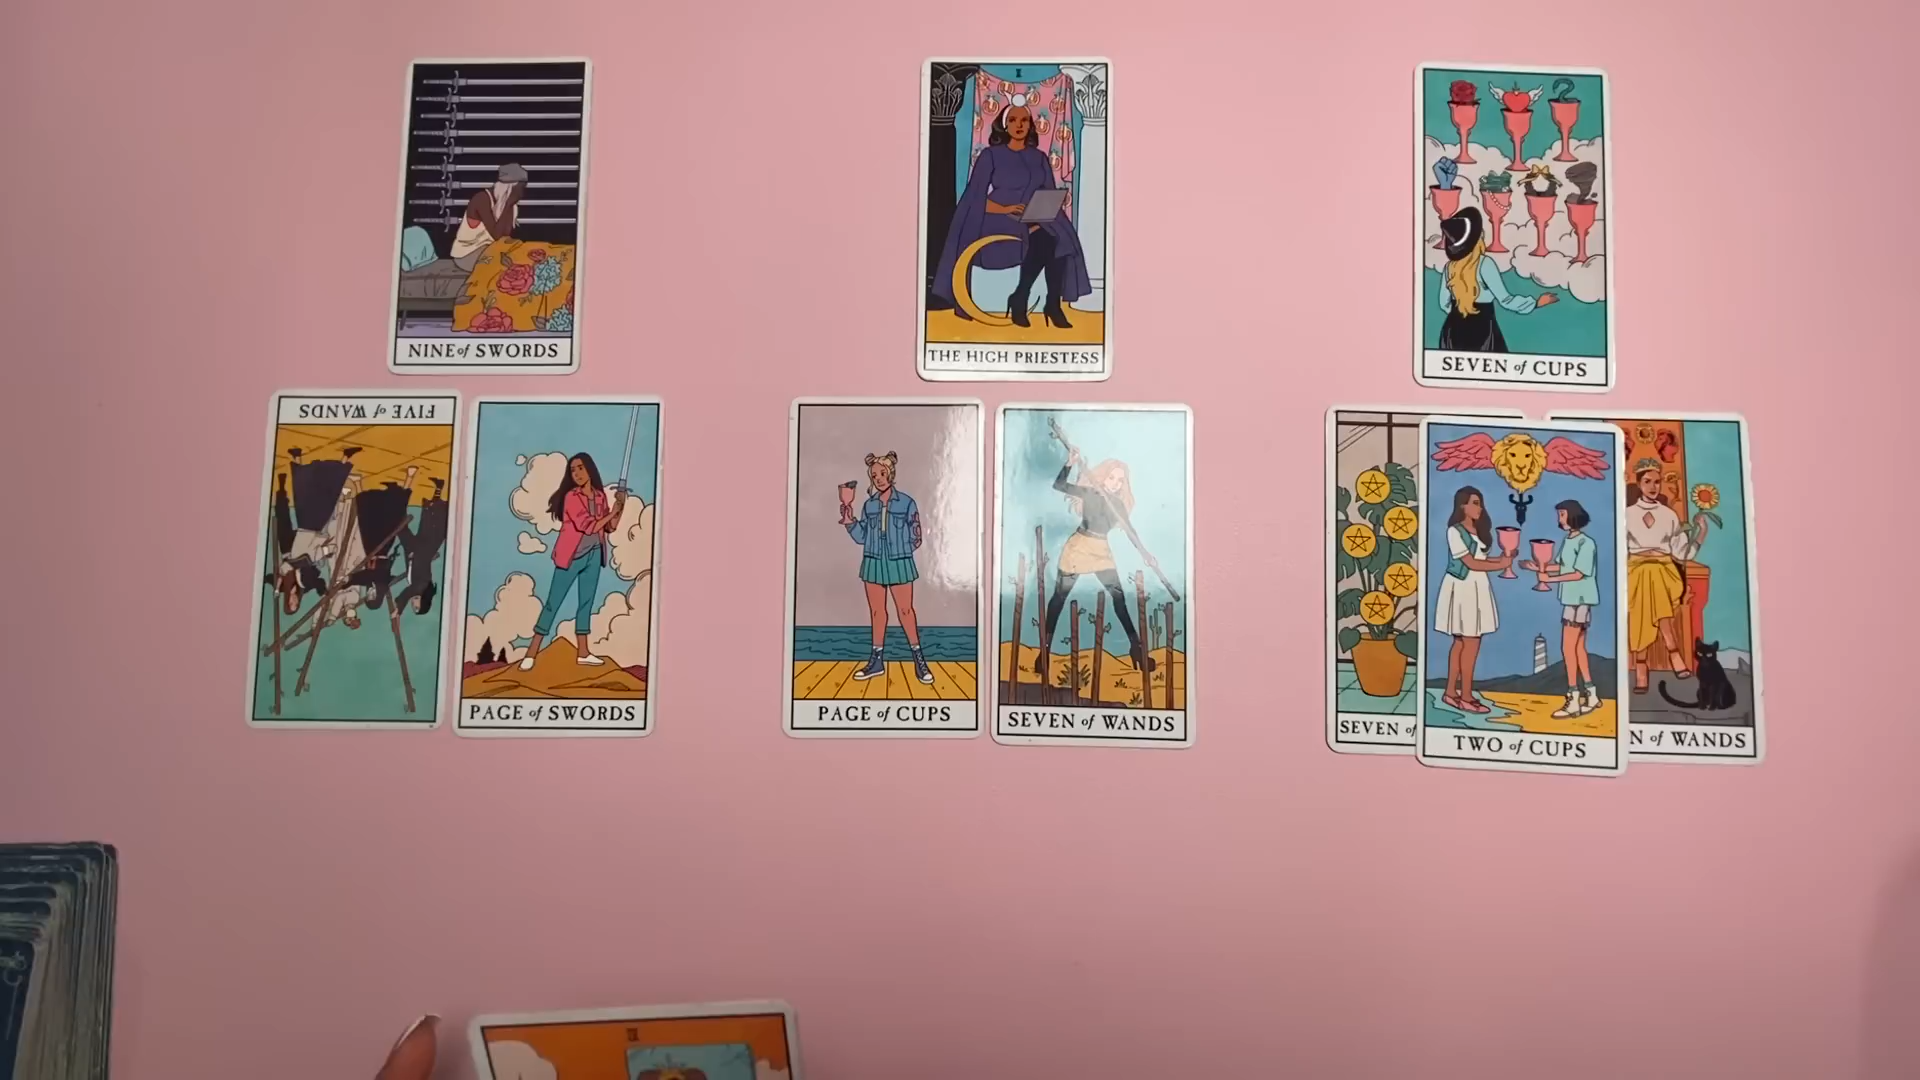 NINE of SWORDS
II
THE HIGH PRIESTESS
SEVEN of CUPS
FIVE of WANDS
PAGE of SWORDS
PAGE of CUPS
SEVEN of WANDS
SEVEN of
TWO of CUPS
N of WANDS